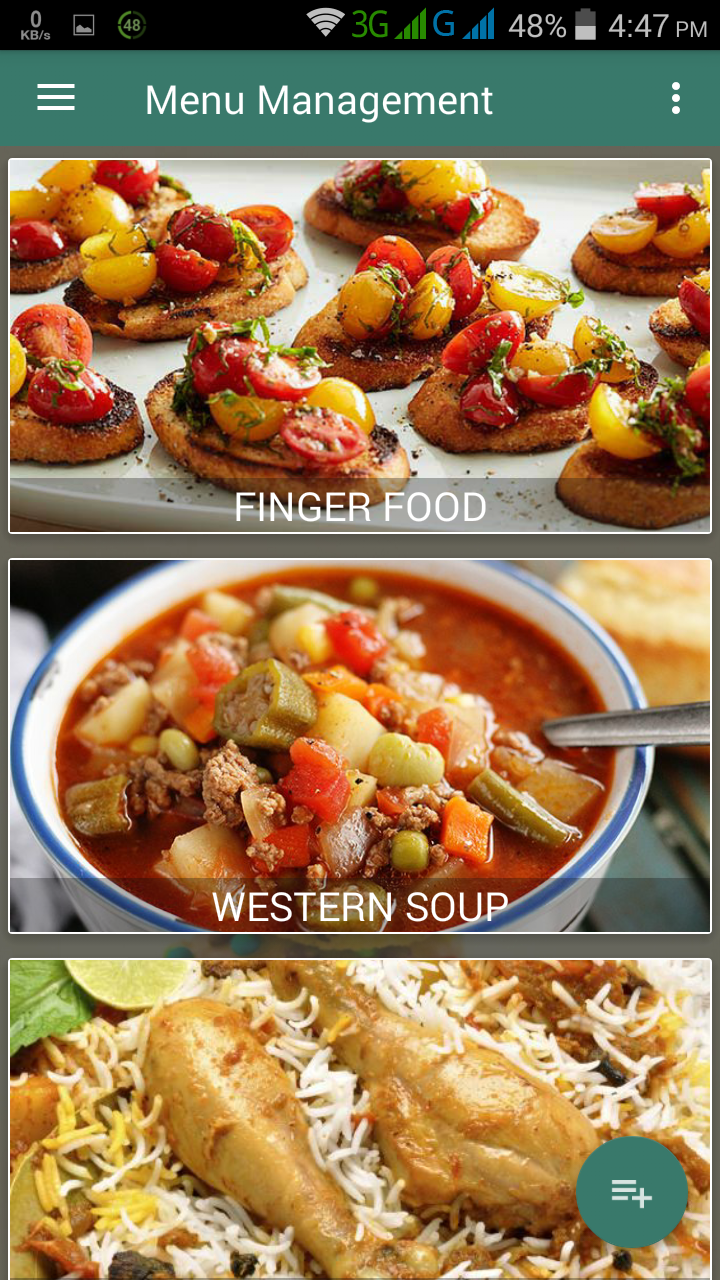 0
KB/s
48
3G
G
48%
4:47 PM
Menu Management
FINGER FOOD
WESTERN SOUP